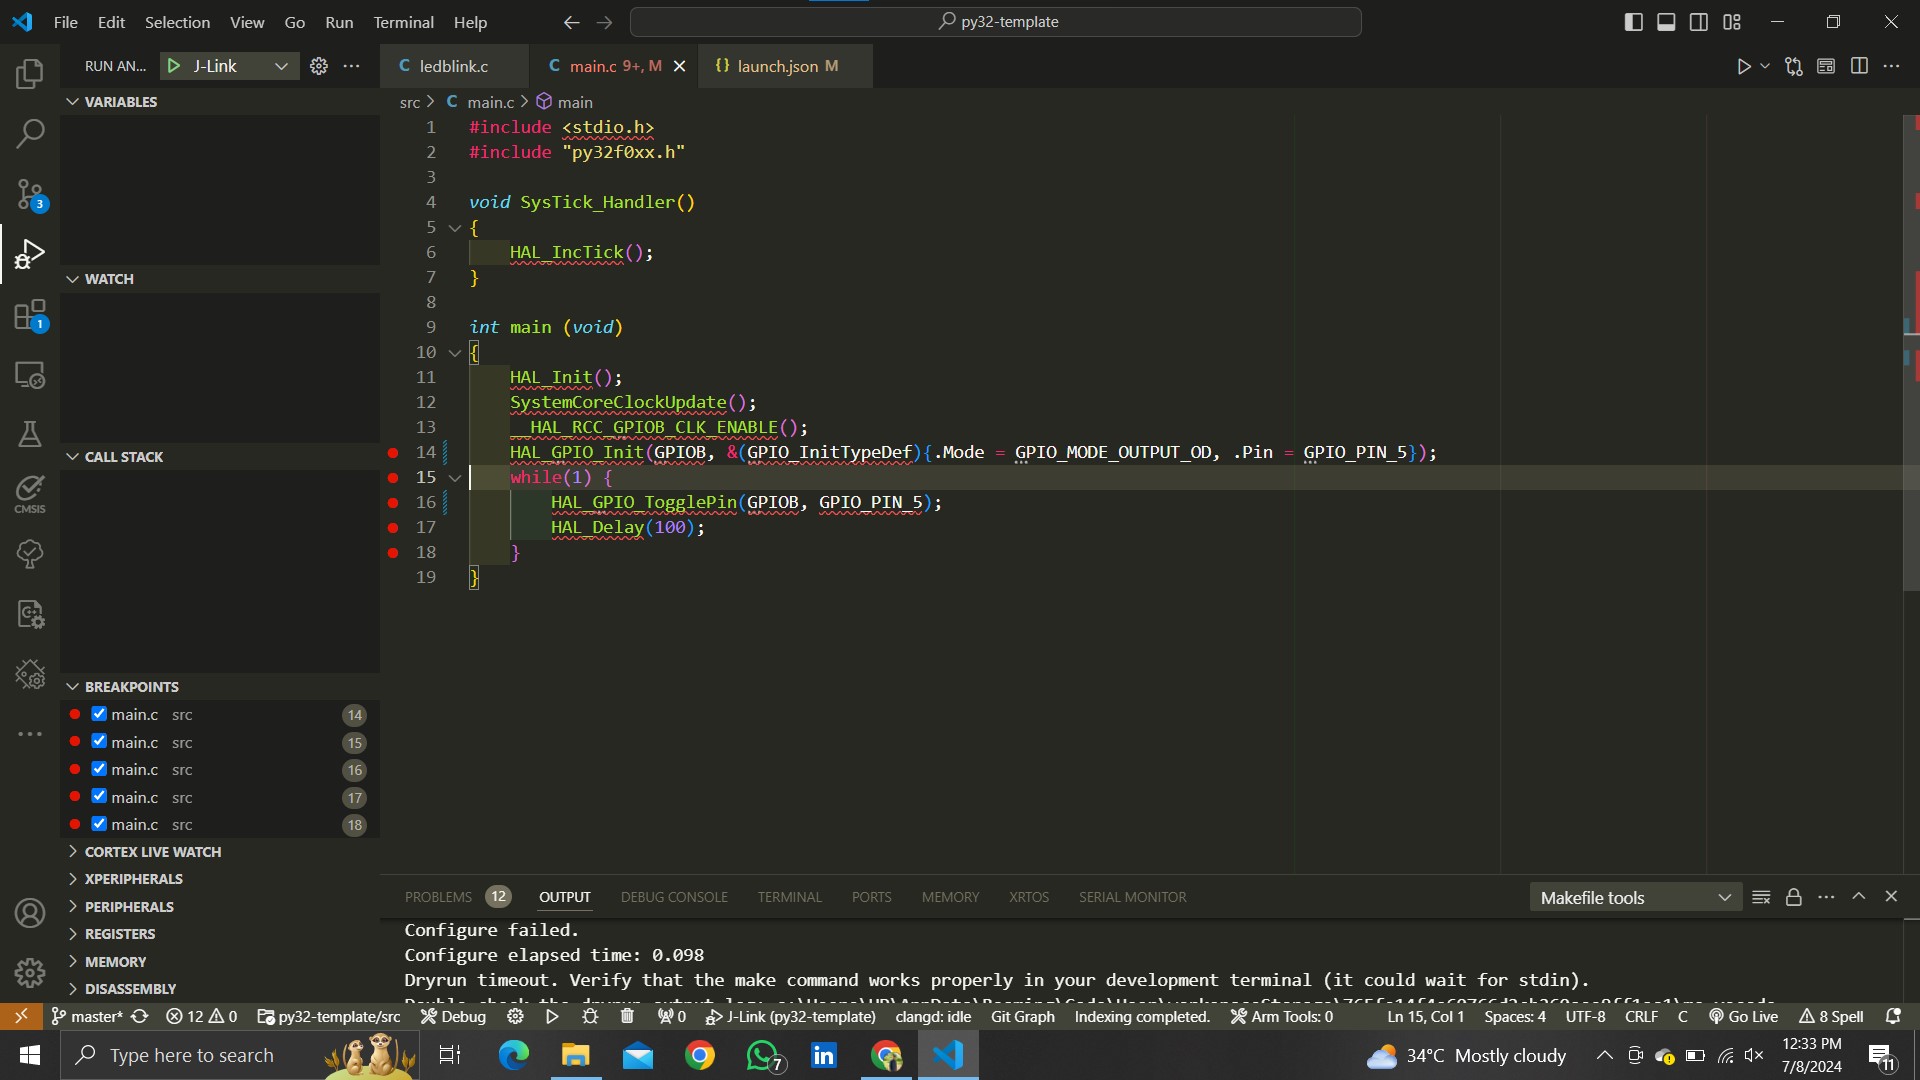 File Edit Selection View Go Run Terminal Help
py32-template
RUN AN... J-Link
ledblink.c
main.c 9+, M
launch.json M
VARIABLES
WATCH
CALL STACK
BREAKPOINTS
main.c src 14
main.c src 15
main.c src 16
main.c src 17
main.c src 18
CORTEX LIVE WATCH
XPERIPHERALS
PERIPHERALS
REGISTERS
MEMORY
DISASSEMBLY
3
1
CMSIS
src > C main.c > main
1 #include <stdio.h>
2 #include "py32f0xx.h"
3
4 void SysTick_Handler()
5 {
6 HAL_IncTick();
7 }
8
9 int main (void)
10 {
11 HAL_Init();
12 SystemCoreClockUpdate();
13 __HAL_RCC_GPIOB_CLK_ENABLE();
14 HAL_GPIO_Init(GPIOB, &(GPIO_InitTypeDef){.Mode = GPIO_MODE_OUTPUT_OD, .Pin = GPIO_PIN_5});
15 while(1) {
16 HAL_GPIO_TogglePin(GPIOB, GPIO_PIN_5);
17 HAL_Delay(100);
18 }
19 }
PROBLEMS 12 OUTPUT DEBUG CONSOLE TERMINAL PORTS MEMORY XRTOS SERIAL MONITOR Makefile tools
Configure failed.
Configure elapsed time: 0.098
Dryrun timeout. Verify that the make command works properly in your development terminal (it could wait for stdin).
master* 12 0 py32-template/src Debug 0 J-Link (py32-template) clangd: idle Git Graph Indexing completed. Arm Tools: 0 Ln 15, Col 1 Spaces: 4 UTF-8 CRLF C Go Live 8 Spell
Type here to search
7
34°C Mostly cloudy
12:33 PM
7/8/2024
11